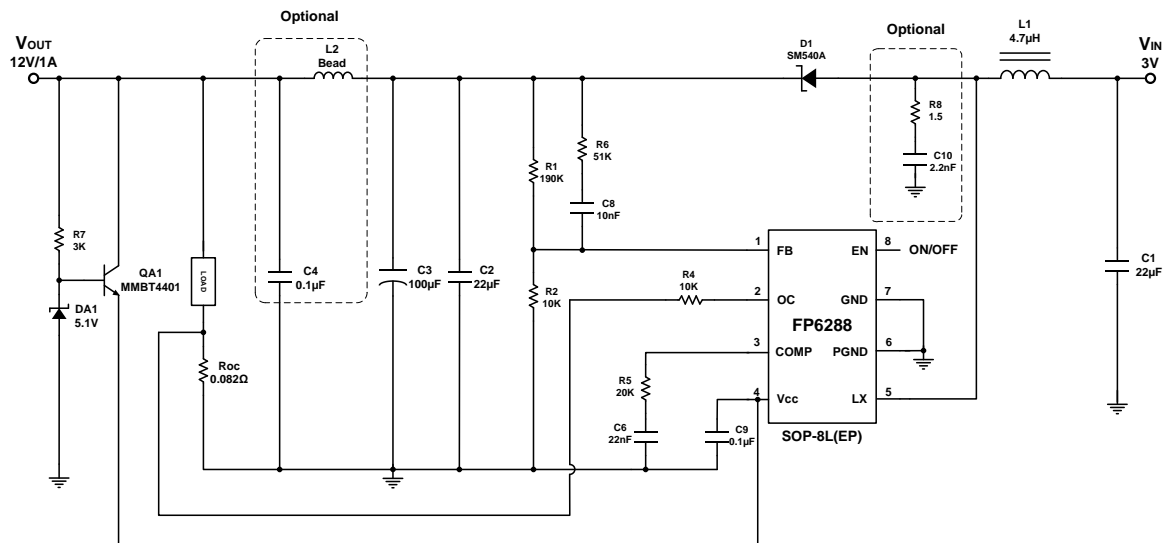 Optional
VOUT
12V/1A
L2
Bead
D1
SM540A
Optional
L1
4.7μH
VIN
3V
R8
1.5
C10
2.2nF
R6
51K
R1
190K
C8
10nF
R7
3K
QA1
MMBT4401
DA1
5.1V
LOAD
C4
0.1μF
C3
100μF
C2
22μF
R2
10K
R4
10K
1
FB
EN
8
ON/OFF
2
OC
GND
7
FP6288
3
COMP
PGND
6
4
Vcc
LX
5
SOP-8L(EP)
C1
22μF
Roc
0.082Ω
R5
20K
C6
22nF
C9
0.1μF